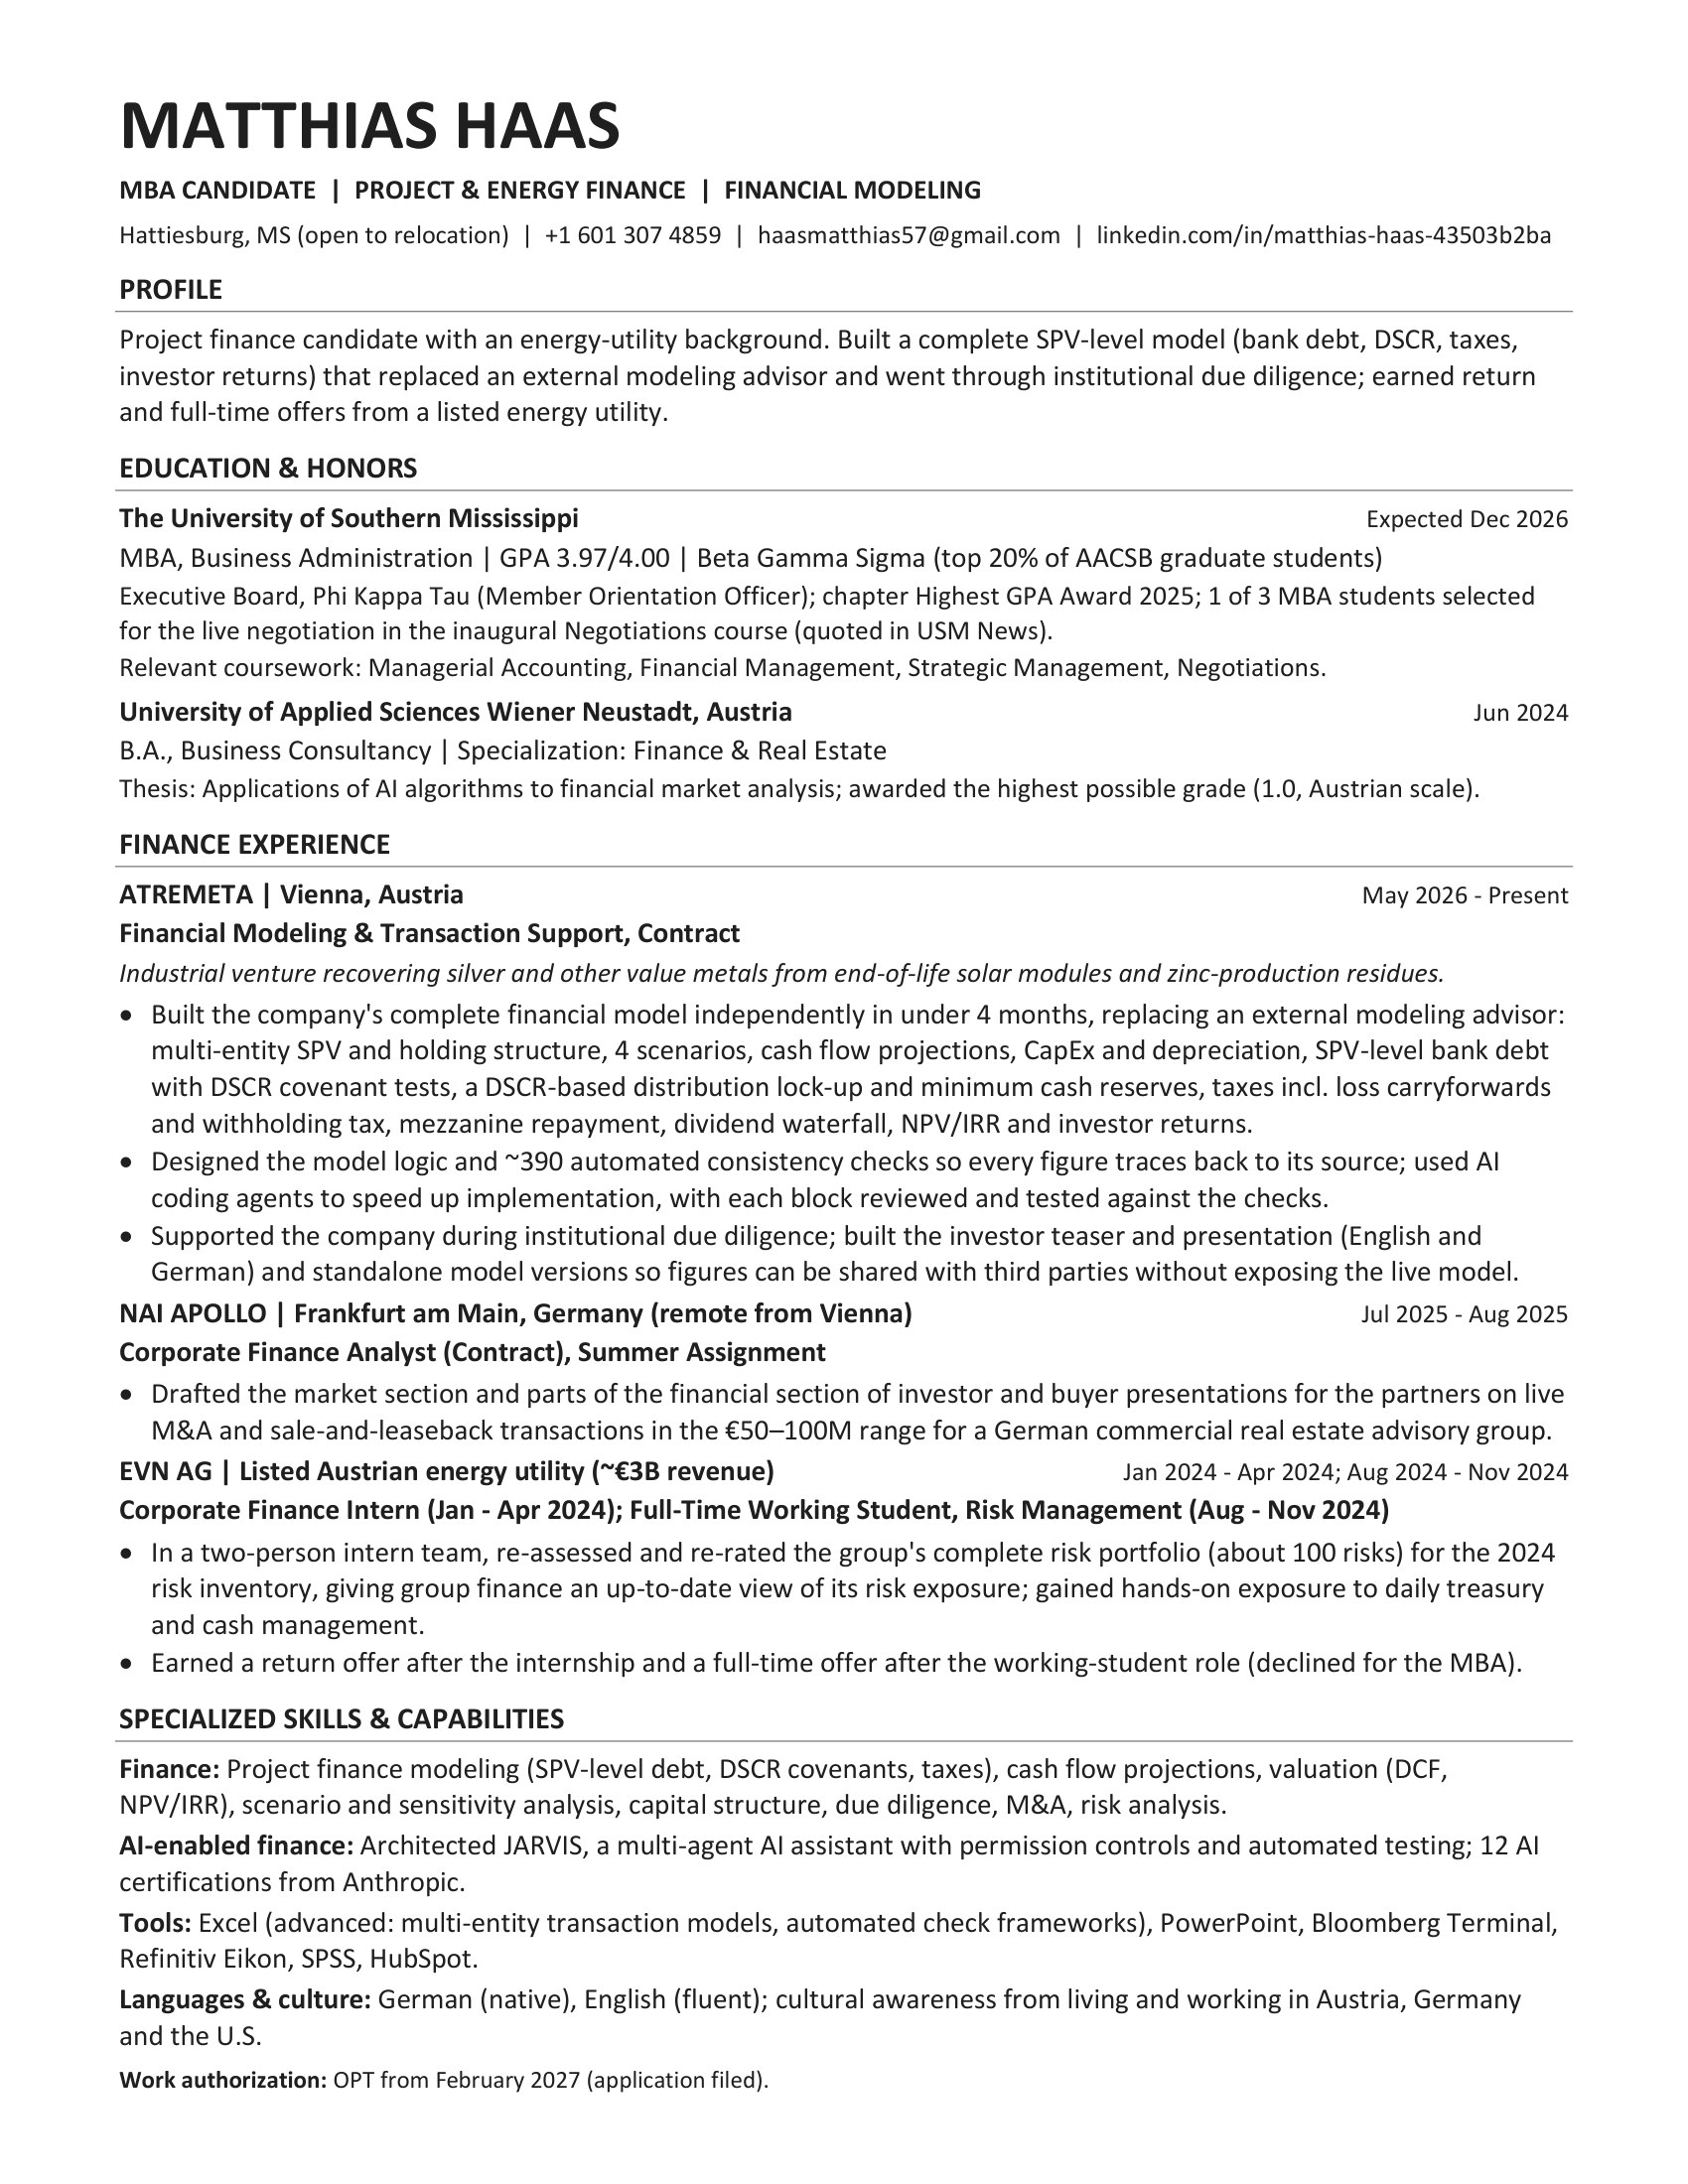 MATTHIAS HAAS
MBA CANDIDATE | PROJECT & ENERGY FINANCE | FINANCIAL MODELING
Hattiesburg, MS (open to relocation) | +1 601 307 4859 | haasmatthias57@gmail.com | linkedin.com/in/matthias-haas-43503b2ba
PROFILE
Project finance candidate with an energy-utility background. Built a complete SPV-level model (bank debt, DSCR, taxes,
investor returns) that replaced an external modeling advisor and went through institutional due diligence; earned return
and full-time offers from a listed energy utility.
EDUCATION & HONORS
The University of Southern Mississippi Expected Dec 2026
MBA, Business Administration | GPA 3.97/4.00 | Beta Gamma Sigma (top 20% of AACSB graduate students)
Executive Board, Phi Kappa Tau (Member Orientation Officer); chapter Highest GPA Award 2025; 1 of 3 MBA students selected
for the live negotiation in the inaugural Negotiations course (quoted in USM News).
Relevant coursework: Managerial Accounting, Financial Management, Strategic Management, Negotiations.
University of Applied Sciences Wiener Neustadt, Austria Jun 2024
B.A., Business Consultancy | Specialization: Finance & Real Estate
Thesis: Applications of AI algorithms to financial market analysis; awarded the highest possible grade (1.0, Austrian scale).
FINANCE EXPERIENCE
ATREMETA | Vienna, Austria May 2026 - Present
Financial Modeling & Transaction Support, Contract
Industrial venture recovering silver and other value metals from end-of-life solar modules and zinc-production residues.
• Built the company's complete financial model independently in under 4 months, replacing an external modeling advisor:
multi-entity SPV and holding structure, 4 scenarios, cash flow projections, CapEx and depreciation, SPV-level bank debt
with DSCR covenant tests, a DSCR-based distribution lock-up and minimum cash reserves, taxes incl. loss carryforwards
and withholding tax, mezzanine repayment, dividend waterfall, NPV/IRR and investor returns.
• Designed the model logic and ~390 automated consistency checks so every figure traces back to its source; used AI
coding agents to speed up implementation, with each block reviewed and tested against the checks.
• Supported the company during institutional due diligence; built the investor teaser and presentation (English and
German) and standalone model versions so figures can be shared with third parties without exposing the live model.
NAI APOLLO | Frankfurt am Main, Germany (remote from Vienna) Jul 2025 - Aug 2025
Corporate Finance Analyst (Contract), Summer Assignment
• Drafted the market section and parts of the financial section of investor and buyer presentations for the partners on live
M&A and sale-and-leaseback transactions in the €50–100M range for a German commercial real estate advisory group.
EVN AG | Listed Austrian energy utility (~€3B revenue) Jan 2024 - Apr 2024; Aug 2024 - Nov 2024
Corporate Finance Intern (Jan - Apr 2024); Full-Time Working Student, Risk Management (Aug - Nov 2024)
• In a two-person intern team, re-assessed and re-rated the group's complete risk portfolio (about 100 risks) for the 2024
risk inventory, giving group finance an up-to-date view of its risk exposure; gained hands-on exposure to daily treasury
and cash management.
• Earned a return offer after the internship and a full-time offer after the working-student role (declined for the MBA).
SPECIALIZED SKILLS & CAPABILITIES
Finance: Project finance modeling (SPV-level debt, DSCR covenants, taxes), cash flow projections, valuation (DCF,
NPV/IRR), scenario and sensitivity analysis, capital structure, due diligence, M&A, risk analysis.
AI-enabled finance: Architected JARVIS, a multi-agent AI assistant with permission controls and automated testing; 12 AI
certifications from Anthropic.
Tools: Excel (advanced: multi-entity transaction models, automated check frameworks), PowerPoint, Bloomberg Terminal,
Refinitiv Eikon, SPSS, HubSpot.
Languages & culture: German (native), English (fluent); cultural awareness from living and working in Austria, Germany
and the U.S.
Work authorization: OPT from February 2027 (application filed).